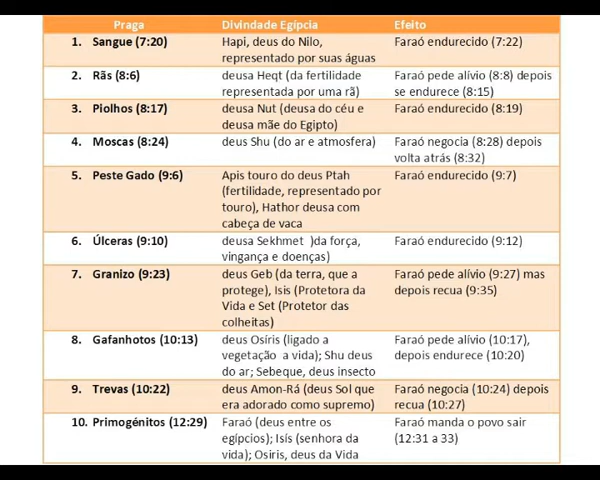 Praga Divindade Egípcia Efeito
1. Sangue (7:20) Hapi, deus do Nilo, Faraó endurecido (7:22)
representado por suas águas
2. Rãs (8:6) deusa Heqt (da fertilidade Faraó pede alívio (8:8) depois
representada por uma rã) se endurece (8:15)
3. Piolhos (8:17) deusa Nut (deusa do céu e Faraó endurecido (8:19)
deusa mãe do Egipto)
4. Moscas (8:24) deus Shu (do ar e atmosfera) Faraó negocia (8:28) depois
volta atrás (8:32)
5. Peste Gado (9:6) Apis touro do deus Ptah Faraó endurecido (9:7)
(fertilidade, representado por
touro), Hathor deusa com
cabeça de vaca
6. Úlceras (9:10) deusa Sekhmet )da força, Faraó endurecido (9:12)
vingança e doenças)
7. Granizo (9:23) deus Geb (da terra, que a Faraó pede alívio (9:27) mas
protege), Isis (Protetora da depois recua (9:35)
Vida e Set (Protetor das
colheitas)
8. Gafanhotos (10:13) deus Osíris (ligado a Faraó pede alívio (10:17),
vegetação a vida); Shu deus depois endurece (10:20)
do ar; Sebeque, deus insecto
9. Trevas (10:22) deus Amon-Rá (deus Sol que Faraó negocia (10:24) depois
era adorado como supremo) recua (10:27)
10. Primogénitos (12:29) Faraó (deus entre os Faraó manda o povo sair
egípcios); Isís (senhora da (12:31 a 33)
vida); Osiris, deus da Vida